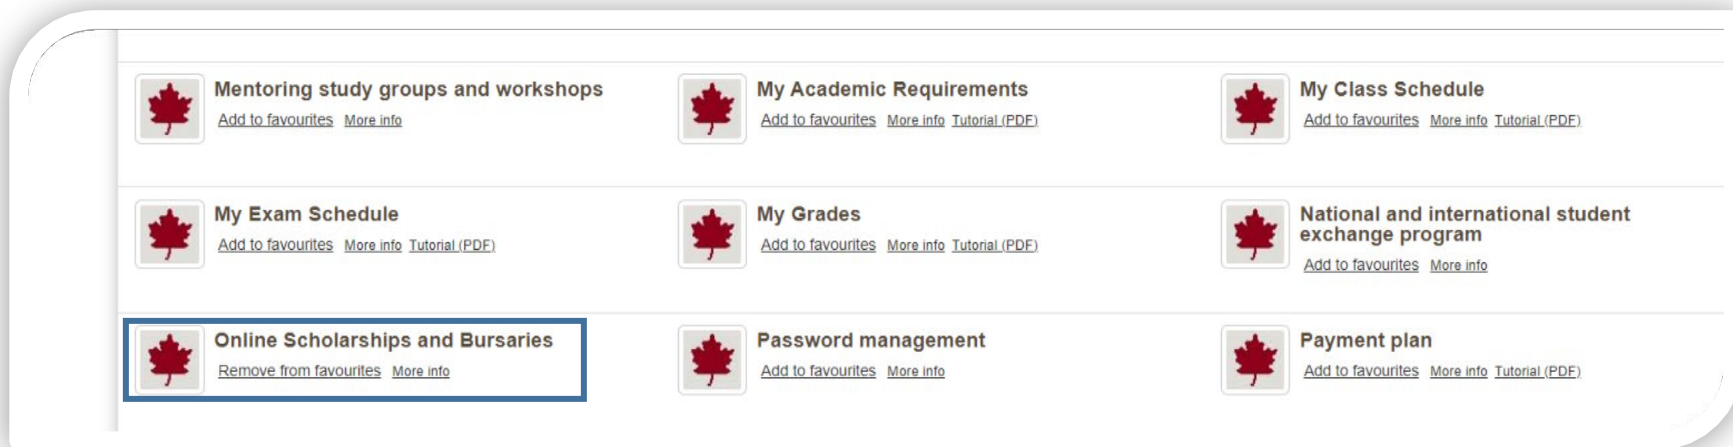 Mentoring study groups and workshops
Add to favourites More info
My Academic Requirements
Add to favourites More info Tutorial (PDF)
My Class Schedule
Add to favourites More info Tutorial (PDF)
My Exam Schedule
Add to favourites More info Tutorial (PDF)
My Grades
Add to favourites More info Tutorial (PDF)
National and international student
exchange program
Add to favourites More info
Online Scholarships and Bursaries
Remove from favourites More info
Password management
Add to favourites More info
Payment plan
Add to favourites More info Tutorial (PDF)